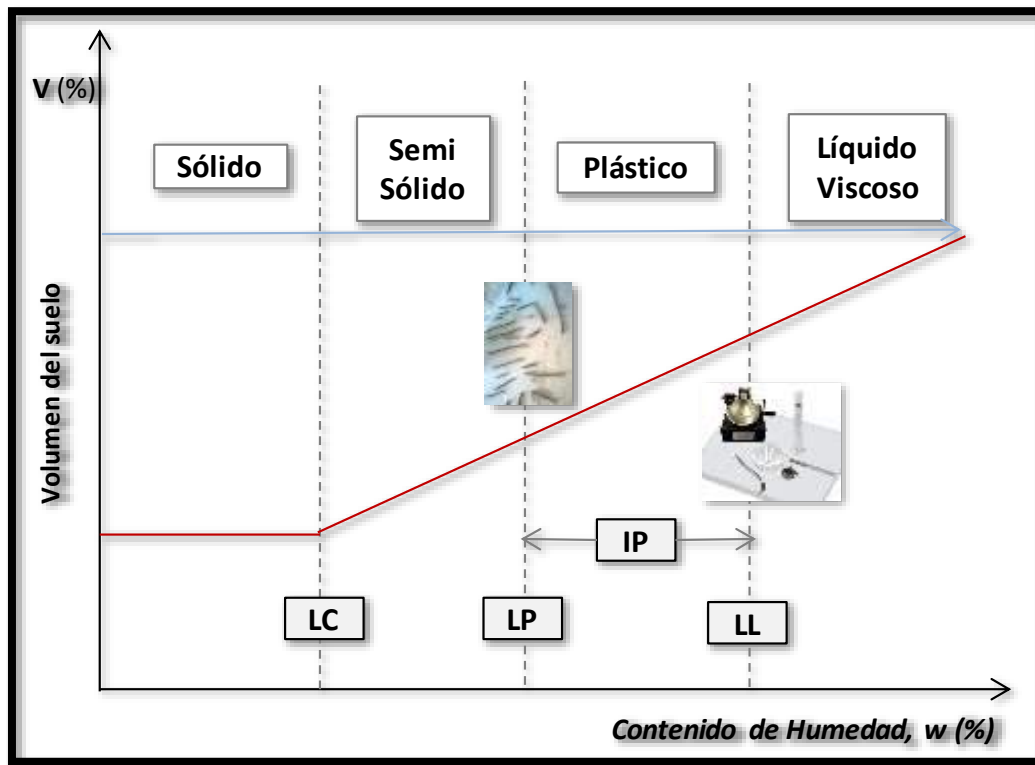 V (%)
Sólido
Semi
Sólido
Plástico
Líquido
Viscoso
Volumen del suelo
IP
LC
LP
LL
Contenido de Humedad, w (%)